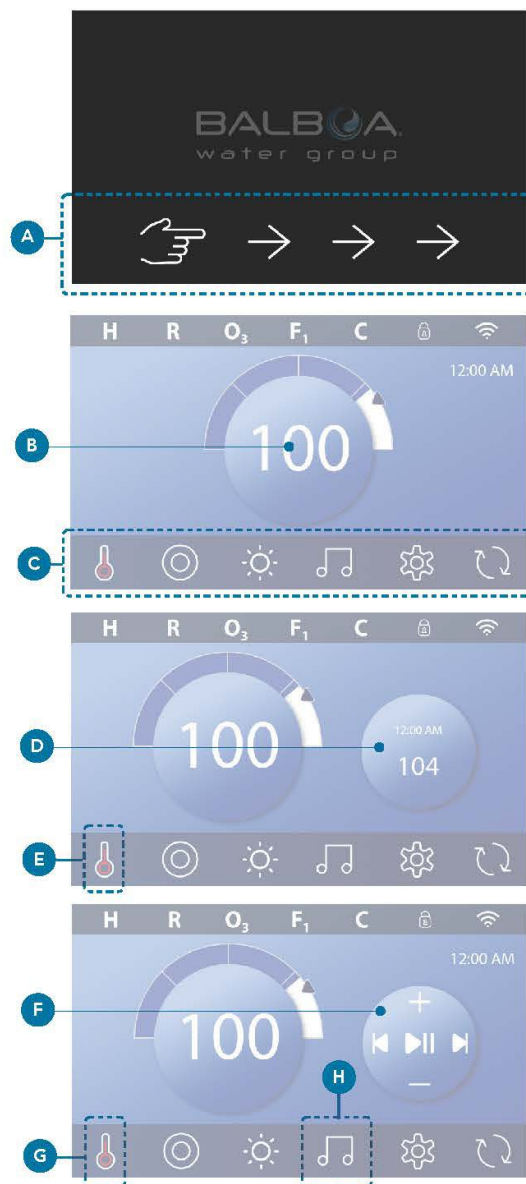 BALBOA
water group
A
H R O₃ F₁ C A
12:00 AM
B
100
C
H R O₃ F₁ C A
D
100
12:00 AM
104
E
H R O₃ F₁ C
12:00 AM
F
100
H
G